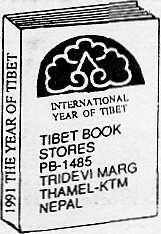 1991 THE YEAR OF TIBET
INTERNATIONAL
YEAR OF TIBET
TIBET BOOK
STORES
PB-1485
TRIDEVI MARG
THAMEL-KTM
NEPAL